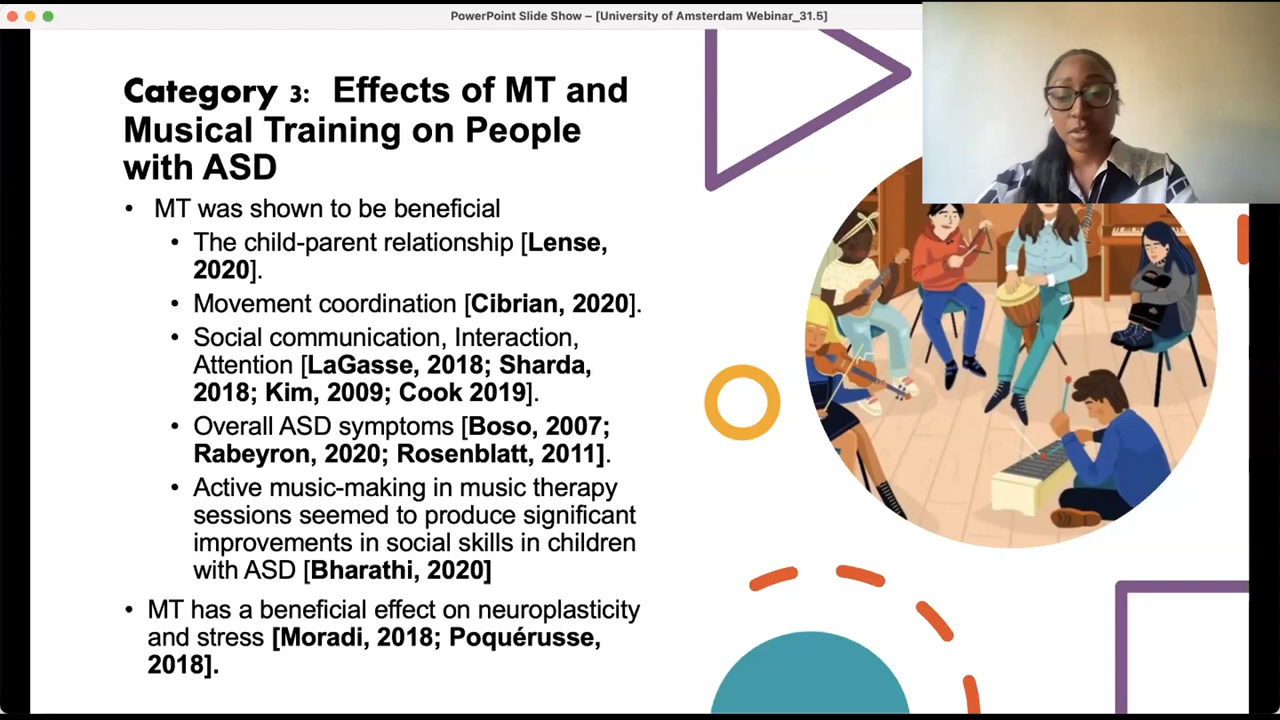 PowerPoint Slide Show – [University of Amsterdam Webinar_31.5]
Category 3: Effects of MT and
Musical Training on People
with ASD
• MT was shown to be beneficial
• The child-parent relationship [Lense,
2020].
• Movement coordination [Cibrian, 2020].
• Social communication, Interaction,
Attention [LaGasse, 2018; Sharda,
2018; Kim, 2009; Cook 2019].
• Overall ASD symptoms [Boso, 2007;
Rabeyron, 2020; Rosenblatt, 2011].
• Active music-making in music therapy
sessions seemed to produce significant
improvements in social skills in children
with ASD [Bharathi, 2020]
• MT has a beneficial effect on neuroplasticity
and stress [Moradi, 2018; Poquérusse,
2018].